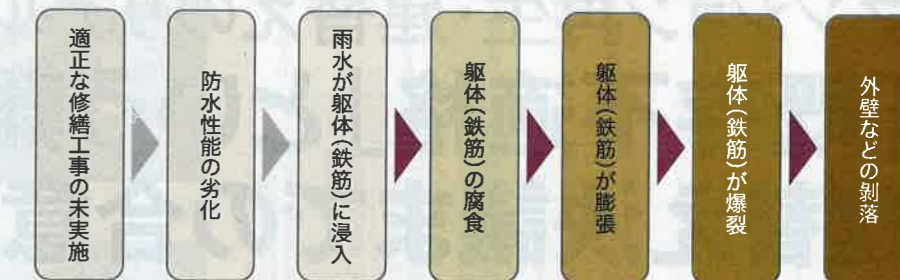 適正な修繕工事の未実施
防水性能の劣化
雨水が躯体(鉄筋)に浸入
躯体(鉄筋)の腐食
躯体(鉄筋)が膨張
躯体(鉄筋)が爆裂
外壁などの剝落